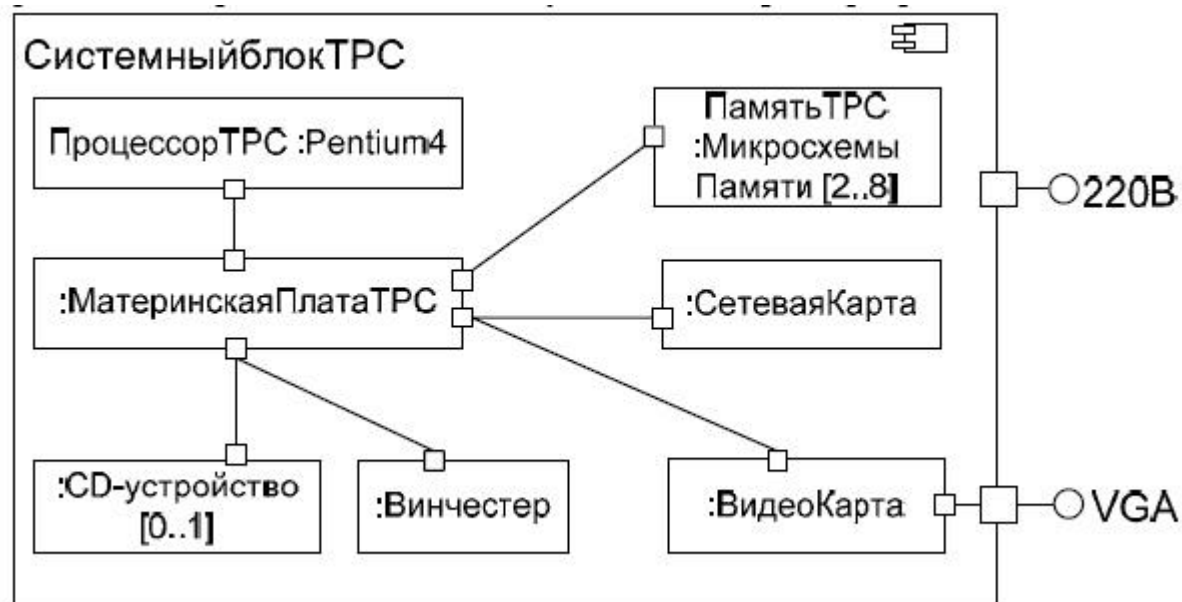 СистемныйблокТРС
ПроцессорТРС :Pentium4
ПамятьТРС
:Микросхемы
Памяти [2..8]
220В
:МатеринскаяПлатаТРС
:СетеваяКарта
:CD-устройство
[0..1]
:Винчестер
:ВидеоКарта
VGA